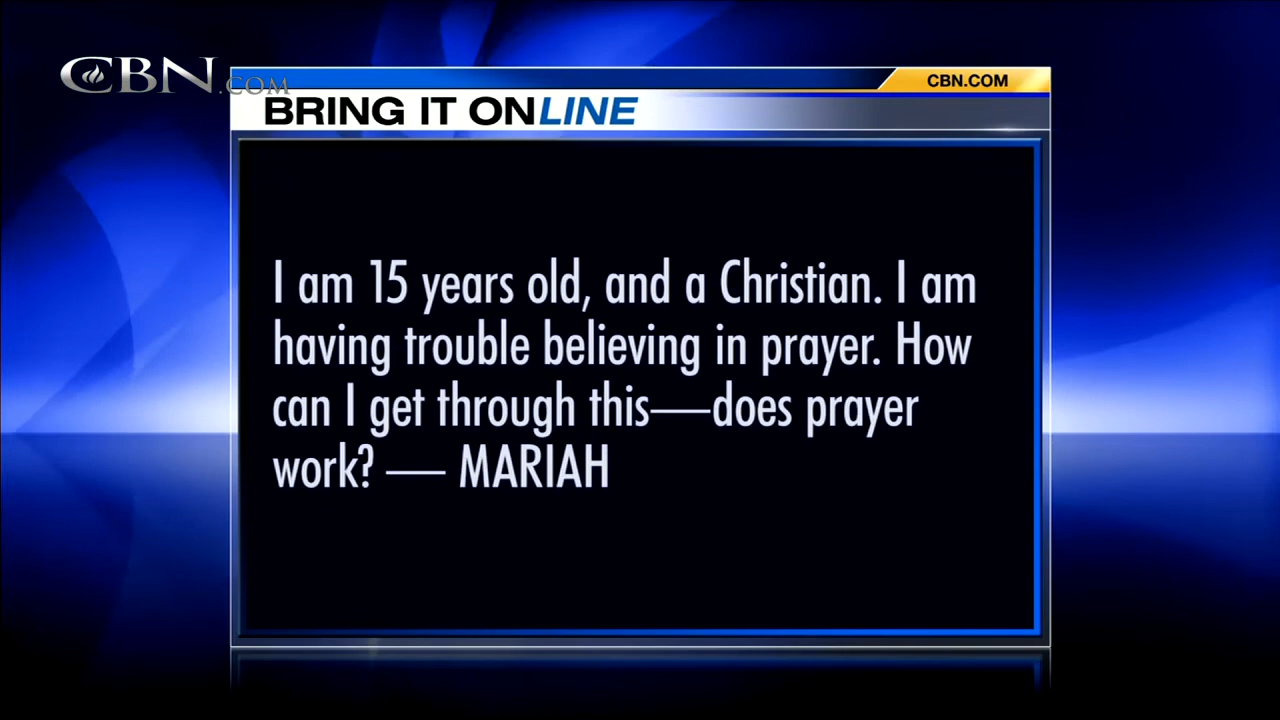 CBN.COM
CBN.COM
BRING IT ONLINE
I am 15 years old, and a Christian. I am
having trouble believing in prayer. How
can I get through this—does prayer
work? — MARIAH